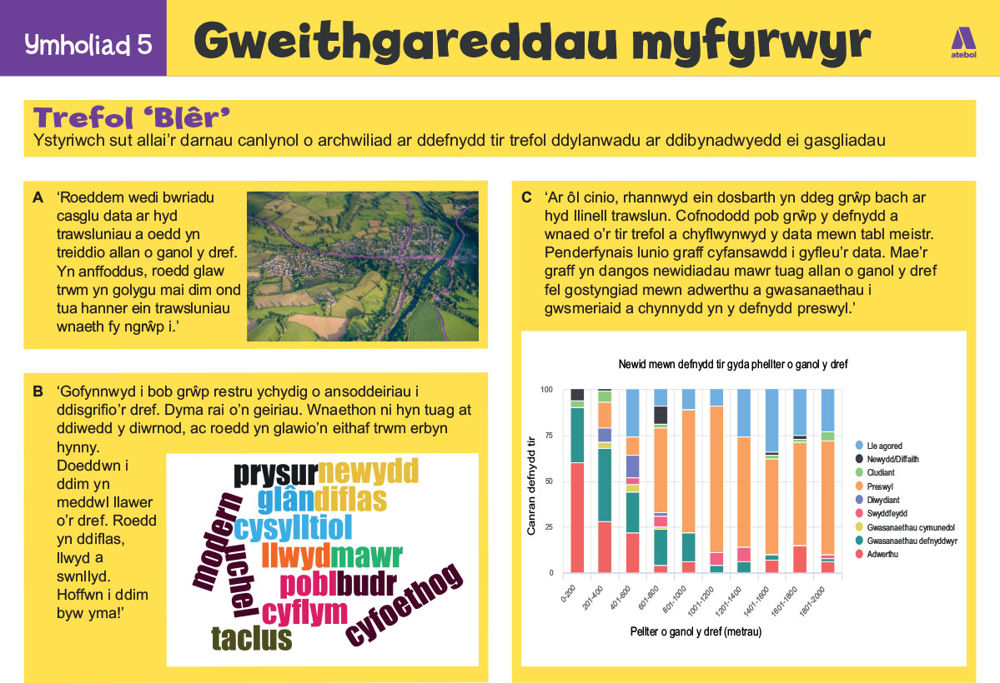 Ymholiad 5
Gweithgareddau myfyrwyr
atebol
Trefol ‘Blêr’
Ystyriwch sut allai’r darnau canlynol o archwiliad ar ddefnydd tir trefol ddylanwadu ar ddibynadwyedd ei gasgliadau
A ‘Roeddem wedi bwriadu
casglu data ar hyd
trawsluniau a oedd yn
treiddio allan o ganol y dref.
Yn anffoddus, roedd glaw
trwm yn golygu mai dim ond
tua hanner ein trawsluniau
wnaeth fy ngrŵp i.’
B ‘Gofynnwyd i bob grŵp restru ychydig o ansoddeiriau i
ddisgrifio’r dref. Dyma rai o’n geiriau. Wnaethon ni hyn tuag at
ddiwedd y diwrnod, ac roedd yn glawio’n eithaf trwm erbyn
hynny.
Doeddwn i
ddim yn
meddwl llawer
o’r dref. Roedd
yn ddiflas,
llwyd a
swnllyd.
Hoffwn i ddim
byw yma!’
prysur newydd
glân diflas
cysylltiol
modern
llwyd mawr
uchel
pobl budr
cyflym
cyfoethog
taclus
C ‘Ar ôl cinio, rhannwyd ein dosbarth yn ddeg grŵp bach ar
hyd llinell trawslun. Cofnododd pob grŵp y defnydd a
wnaed o’r tir trefol a chyflwynwyd y data mewn tabl meistr.
Penderfynais lunio graff cyfansawdd i gyfleu’r data. Mae’r
graff yn dangos newidiadau mawr tuag allan o ganol y dref
fel gostyngiad mewn adwerthu a gwasanaethau i
gwsmeriaid a chynnydd yn y defnydd preswyl.’
Newid mewn defnydd tir gyda phellter o ganol y dref
Canran defnydd tir
100
75
50
25
0
0-200
201-400
401-600
601-800
801-1000
1001-1200
1201-1400
1401-1600
1601-1800
1801-2000
Pellter o ganol y dref (metrau)
Lle agored
Newydd/Diffaith
Cludiant
Preswyl
Diwydiant
Swyddfeydd
Gwasanaethau cymunedol
Gwasanaethau defnyddwyr
Adwerthu